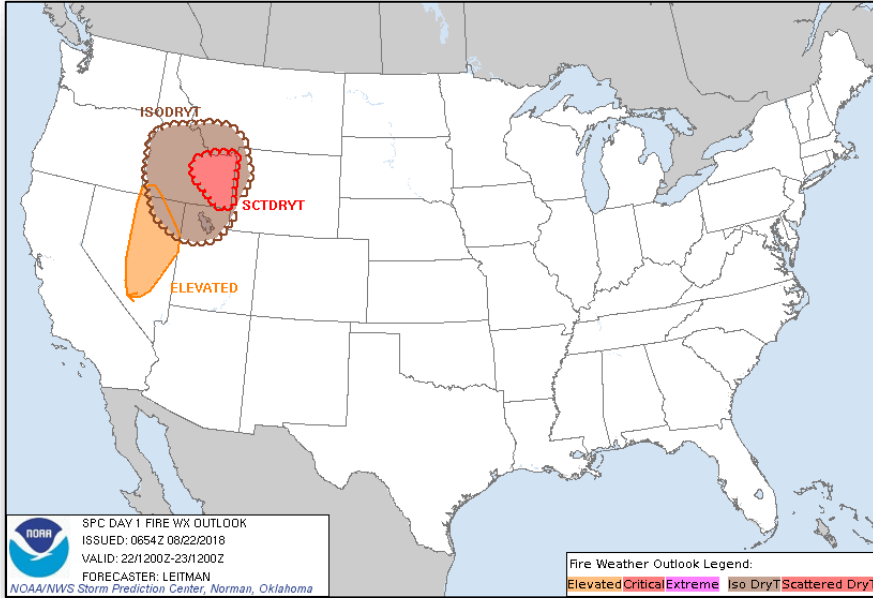 ISODRYT
SCTDRYT
ELEVATED
NOAA
SPC DAY 1 FIRE WX OUTLOOK
ISSUED: 0654Z 08/22/2018
VALID: 22/1200Z-23/1200Z
FORECASTER: LEITMAN
NOAA/NWS Storm Prediction Center, Norman, Oklahoma
Fire Weather Outlook Legend:
Elevated Critical Extreme Iso DryT Scattered DryT